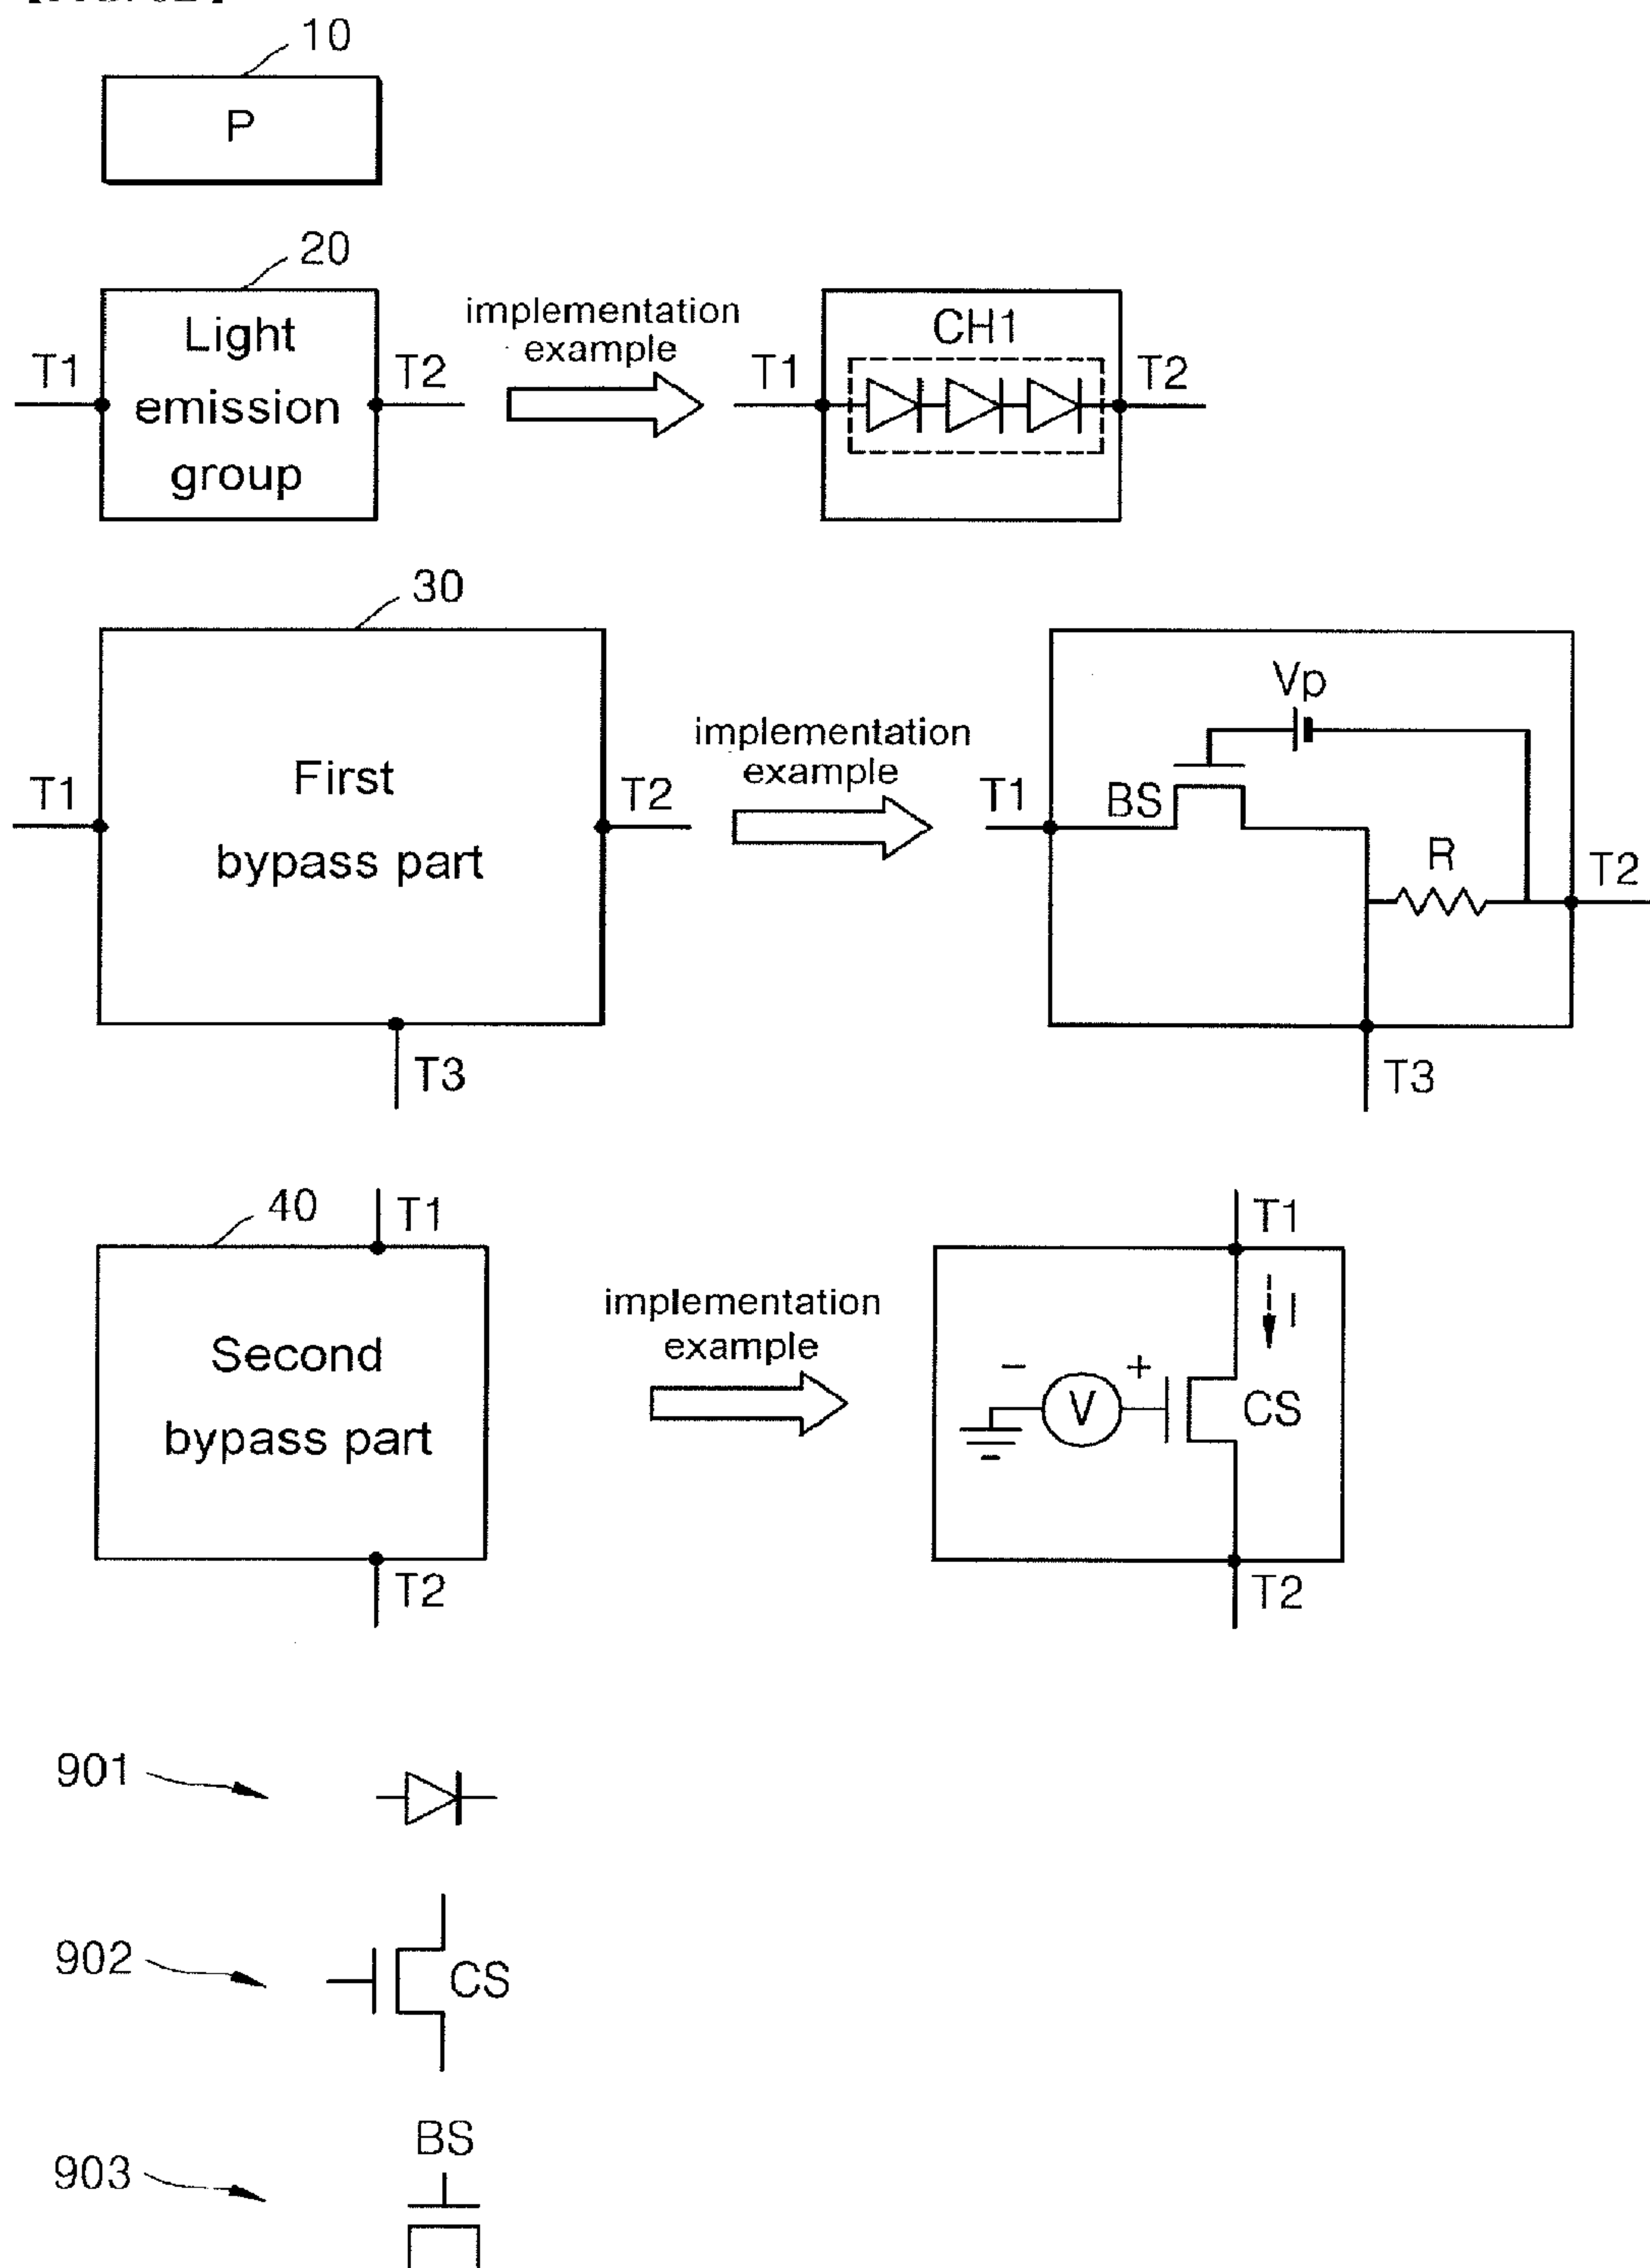 10
P
20
Light
emission
group
T1
T2
implementation
example
CH1
T1
T2
30
First
bypass part
T1
T2
T3
implementation
example
Vp
BS
R
T1
T2
T3
40
T1
Second
bypass part
T2
implementation
example
T1
I
- +
V
CS
T2
901
902
CS
BS
903